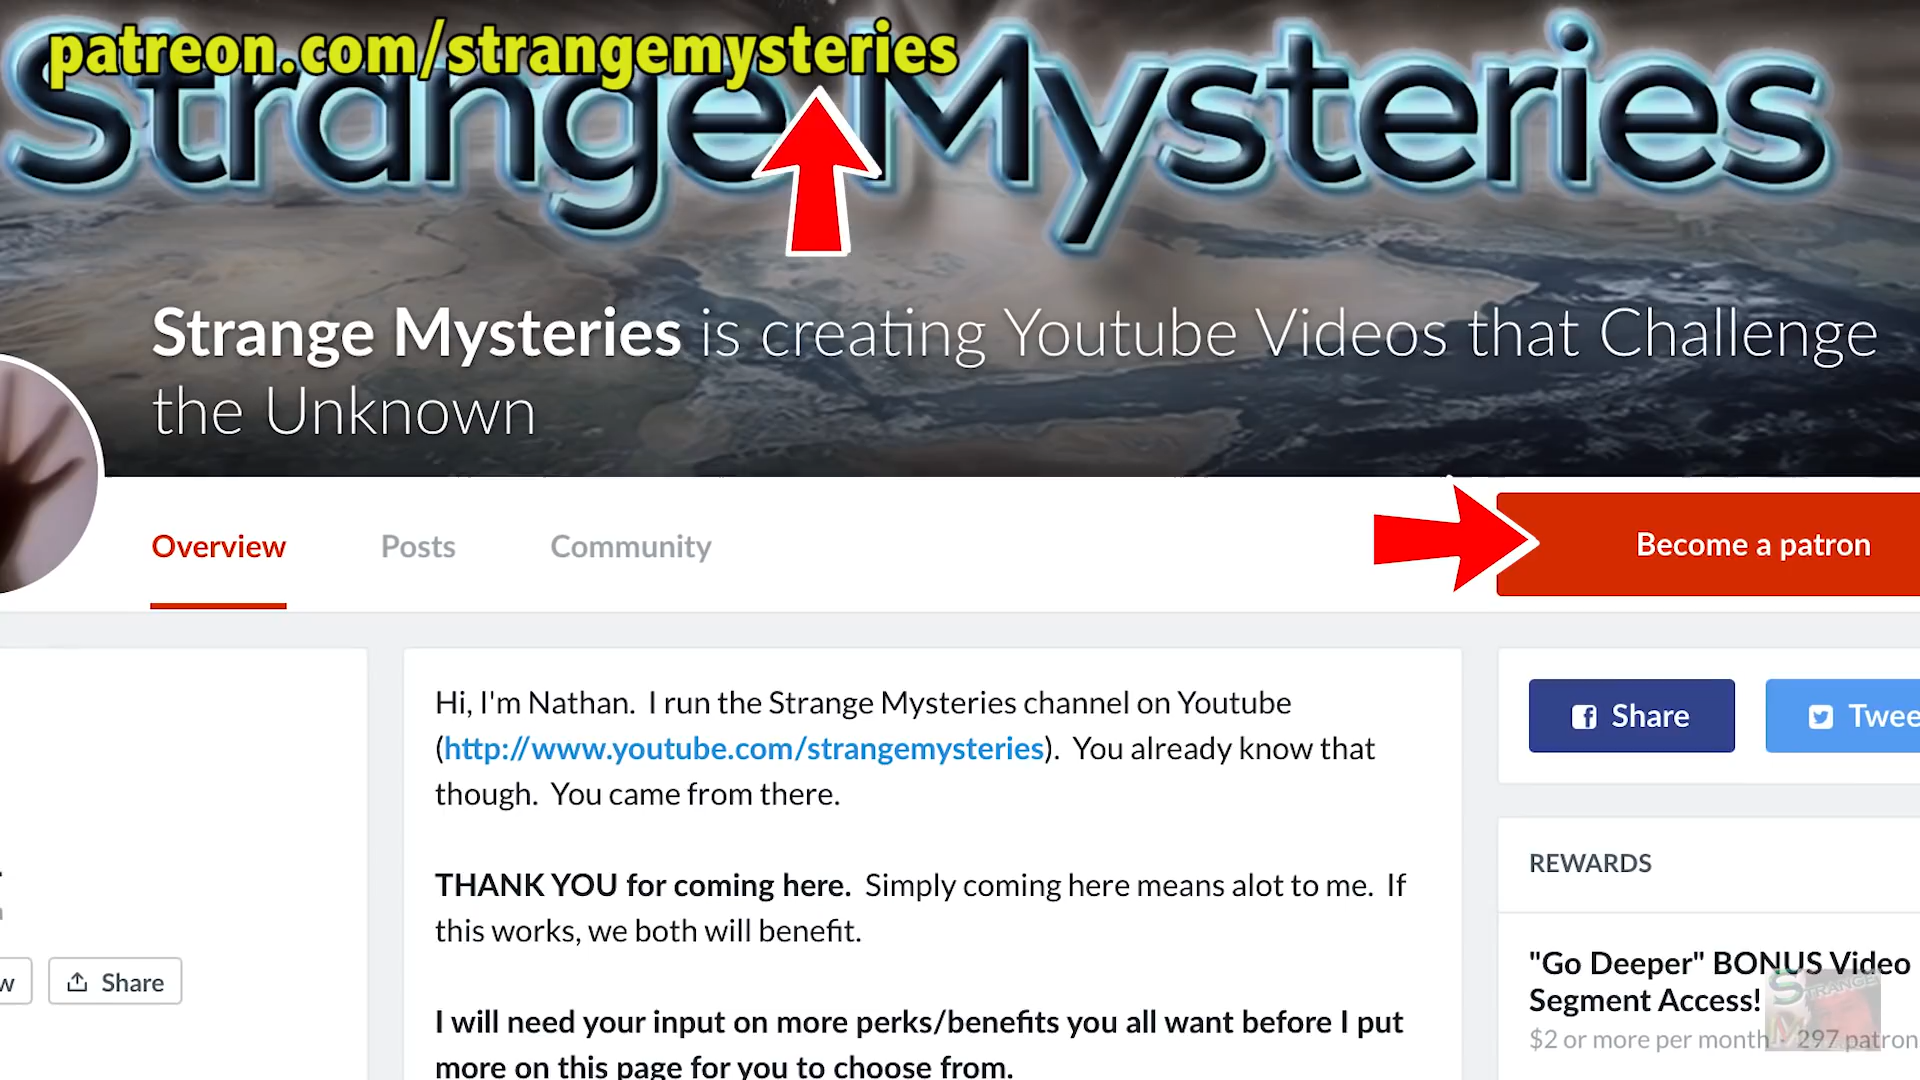 patreon.com/strangemysteries
Strange Mysteries
Strange Mysteries is creating Youtube Videos that Challenge
the Unknown
Overview Posts Community
Become a patron
Hi, I'm Nathan. I run the Strange Mysteries channel on Youtube
(http://www.youtube.com/strangemysteries). You already know that
though. You came from there.
THANK YOU for coming here. Simply coming here means alot to me. If
this works, we both will benefit.
I will need your input on more perks/benefits you all want before I put
more on this page for you to choose from.
Share
Share Twee
REWARDS
"Go Deeper" BONUS Video
Segment Access!
$2 or more per month · 297 patron
STRANGE